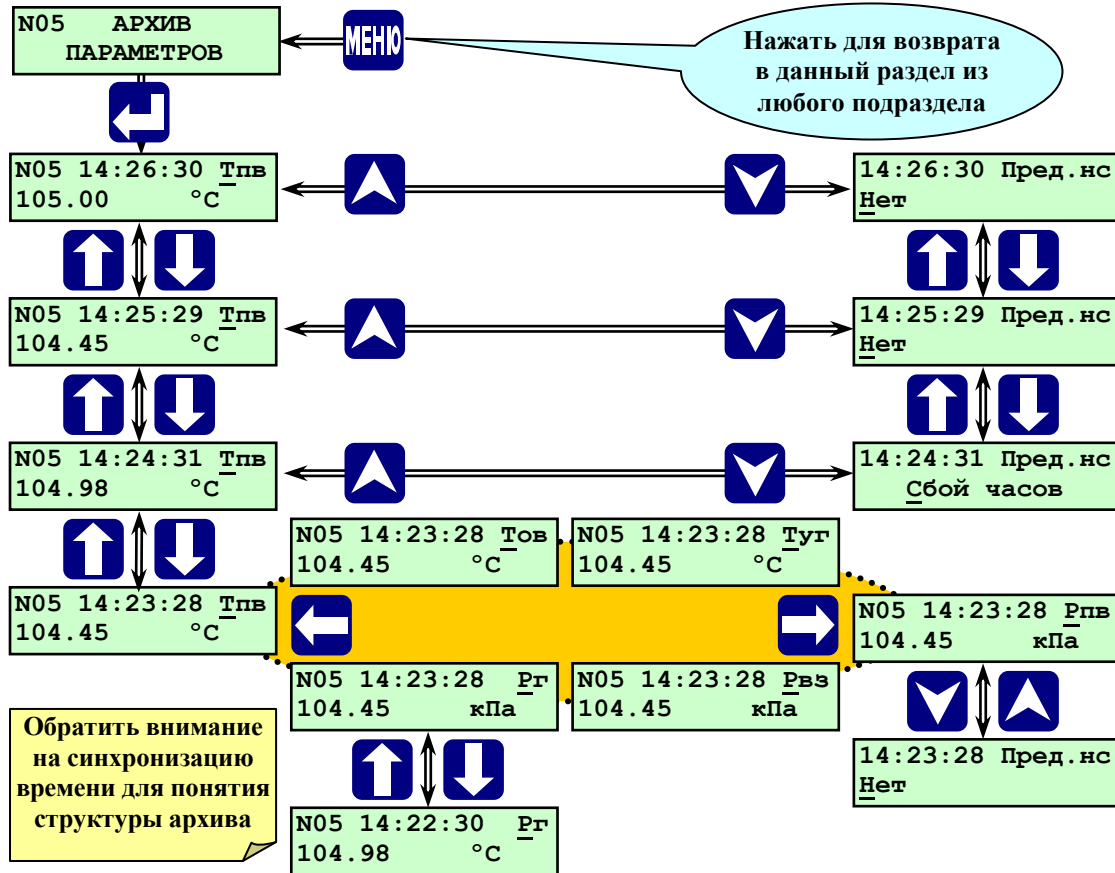 N05 АРХИВ
ПАРАМЕТРОВ
МЕНЮ
Нажать для возврата
в данный раздел из
любого подраздела
N05 14:26:30 Тпв
105.00 °С
14:26:30 Пред.нс
Нет
N05 14:25:29 Тпв
104.45 °С
14:25:29 Пред.нс
Нет
N05 14:24:31 Тпв
104.98 °С
14:24:31 Пред.нс
Сбой часов
N05 14:23:28 Тов
104.45 °С
N05 14:23:28 Туг
104.45 °С
N05 14:23:28 Тпв
104.45 °С
N05 14:23:28 Рпв
104.45 кПа
N05 14:23:28 Рг
104.45 кПа
N05 14:23:28 Рвз
104.45 кПа
Обратить внимание
на синхронизацию
времени для понятия
структуры архива
14:23:28 Пред.нс
Нет
N05 14:22:30 Рг
104.98 °С